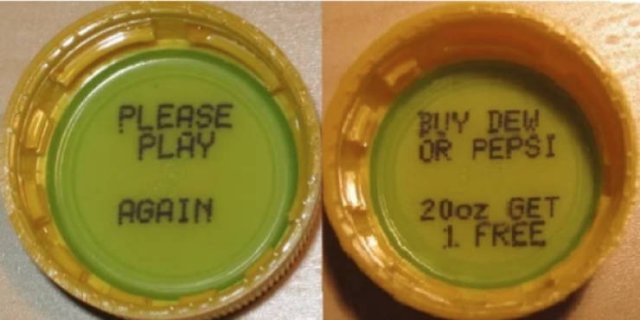 PLEASE
PLAY
AGAIN
BUY DEW
OR PEPSI
20oz GET
1 FREE